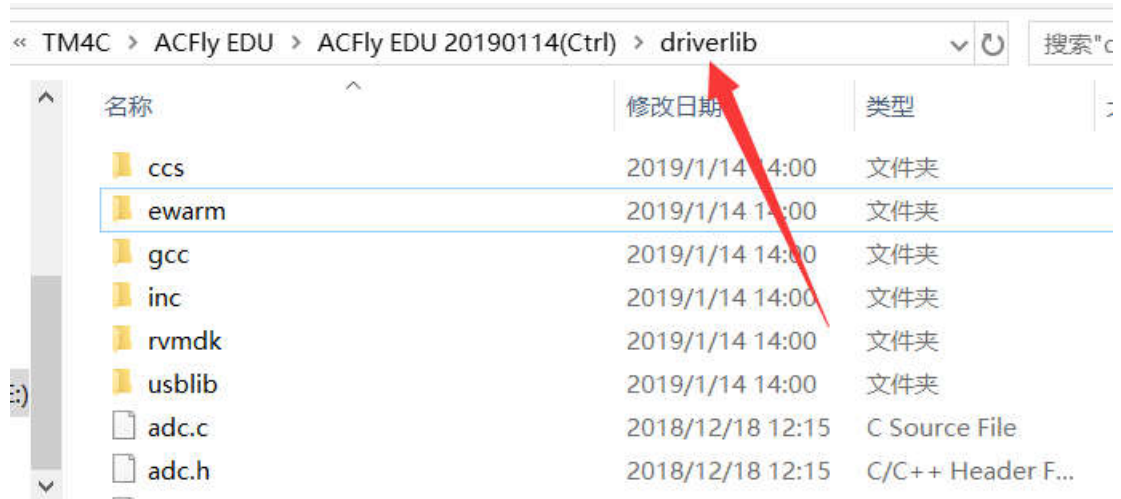 « TM4C > ACFly EDU > ACFly EDU 20190114(Ctrl) > driverlib 搜索"
名称 修改日期 类型
ccs 2019/1/14 14:00 文件夹
ewarm 2019/1/14 14:00 文件夹
gcc 2019/1/14 14:00 文件夹
inc 2019/1/14 14:00 文件夹
rvmdk 2019/1/14 14:00 文件夹
usblib 2019/1/14 14:00 文件夹
:)
adc.c 2018/12/18 12:15 C Source File
adc.h 2018/12/18 12:15 C/C++ Header F...